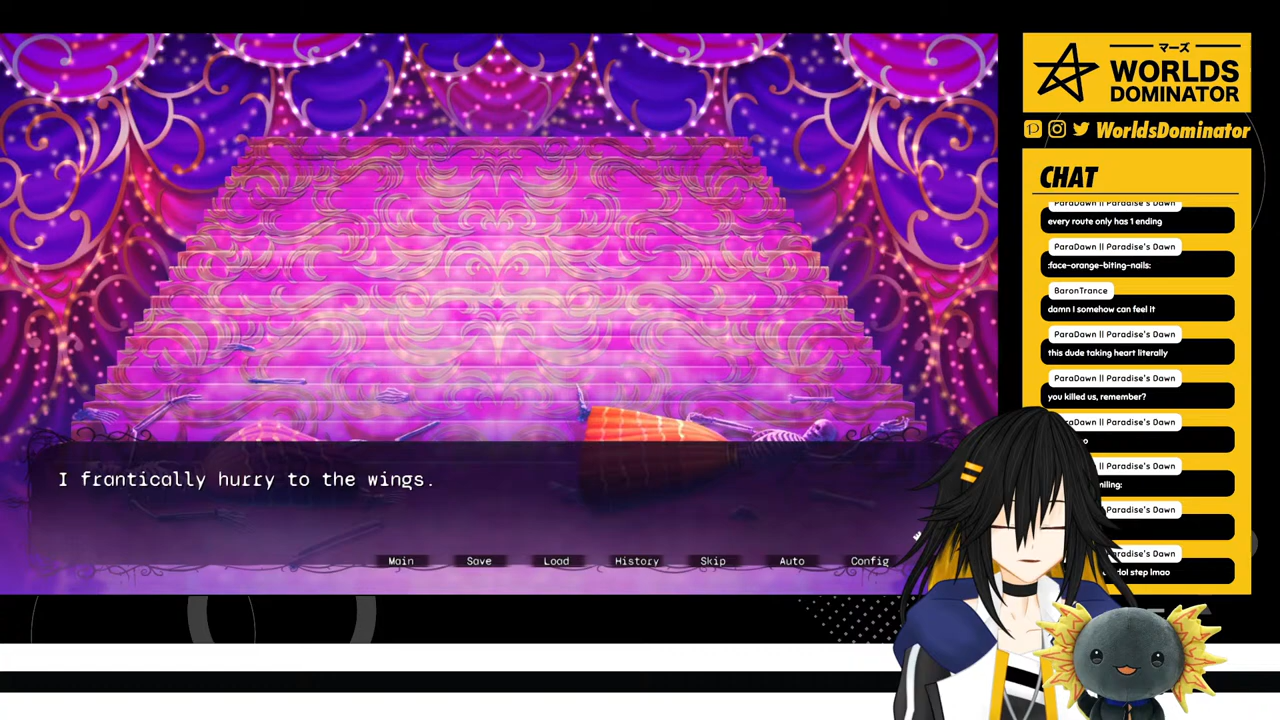 マーズ
WORLDS
DOMINATOR
WorldsDominator
CHAT
ParaDawn || Paradise's Dawn
every route only has 1 ending
ParaDawn || Paradise's Dawn
:face-orange-biting-nails:
BaronTrance
damn I somehow can feel it
ParaDawn || Paradise's Dawn
this dude taking heart literally
ParaDawn || Paradise's Dawn
you killed us, remember?
Paradise's Dawn
Paradise's Dawn
Paradise's Dawn
Paradise's Dawn
step lmao
I frantically hurry to the wings.
Main
Save
Load
History
Skip
Auto
Config